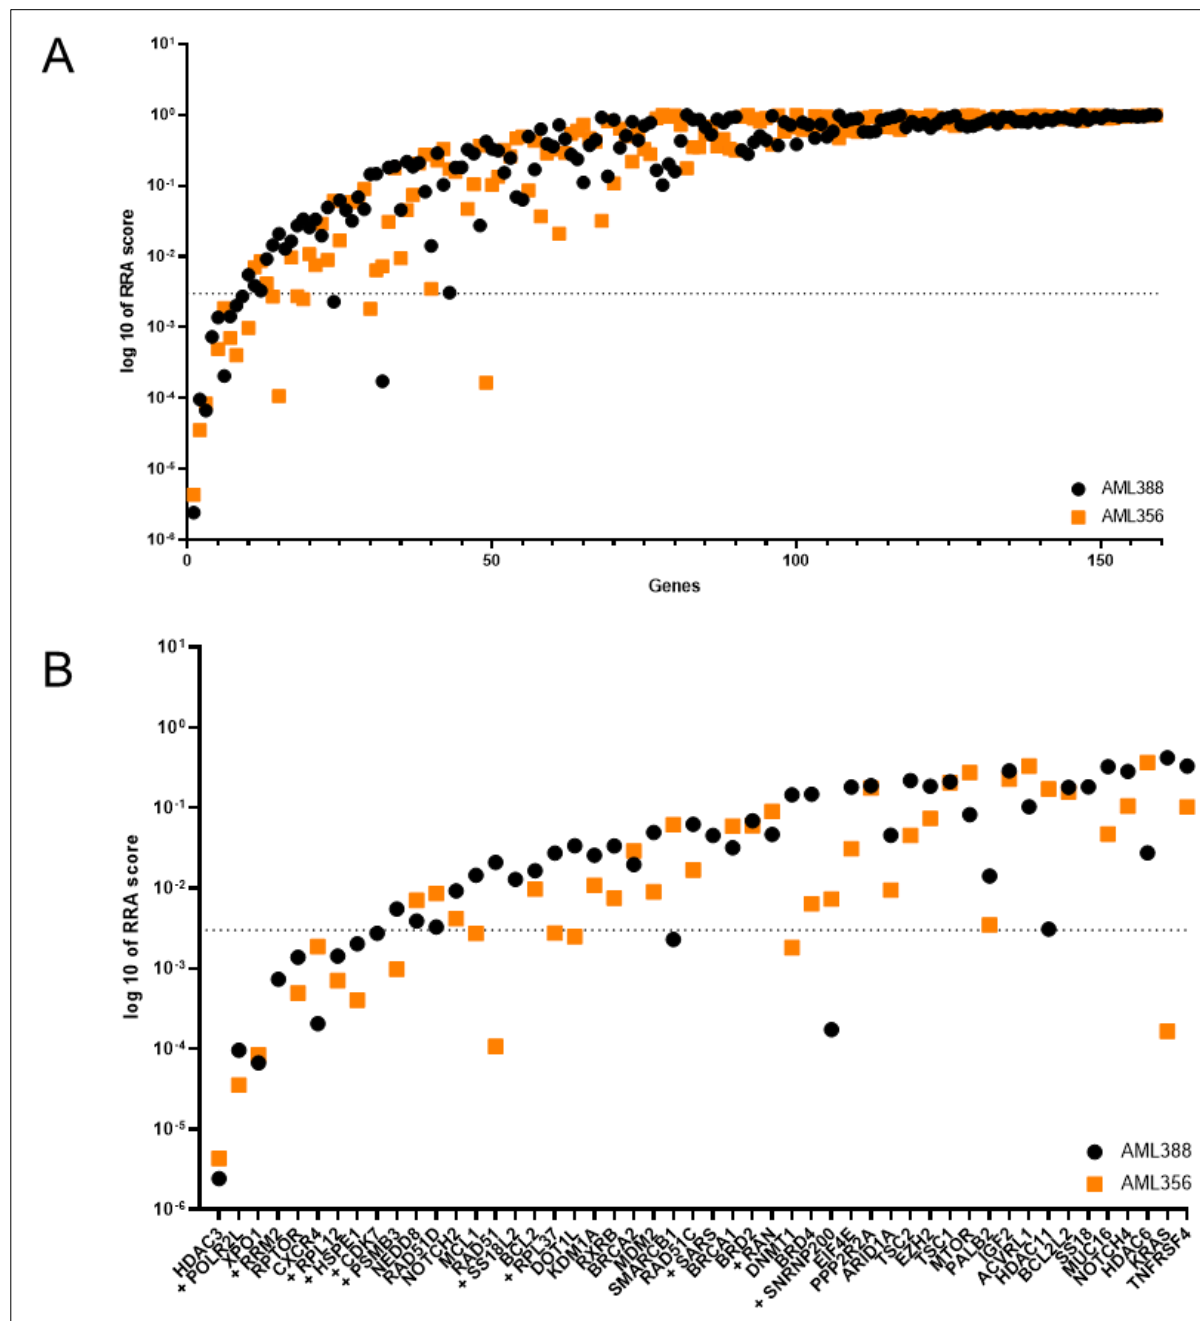 A
log 10 of RRA score
10¹
10⁰
10⁻¹
10⁻²
10⁻³
10⁻⁴
10⁻⁵
10⁻⁶
0
50
100
150
Genes
AML388
AML356
B
log 10 of RRA score
10¹
10⁰
10⁻¹
10⁻²
10⁻³
10⁻⁴
10⁻⁵
10⁻⁶
AML388
AML356
HDAC3
+ POLR2L
XPO1
+ RRM2
RPTOR
CXCR4
+ RPL12
+ HSPE1
+ CDK7
+ PSMB3
NEDD8
RAD51D
NOTCH2
MCL1
RAD51
+ SS18L2
BCL2
+ RPL37
DOT1L
KDM1A
RXRB
BRCA2
MDM2
SMARCB1
RAD51C
+ SARS
BRCA1
BRD2
+ RAN
DNMT1
BRD4
+ SNRNP200
EIF4E
PPP2R2A
ARID1A
TSC2
EZH2
TSC1
MTOR
PALB2
PIGF2
ACVRL1
HDAC11
BCL2L2
SS18
MUC16
NOTCH4
HDAC6
KRAS
TNFRSF4